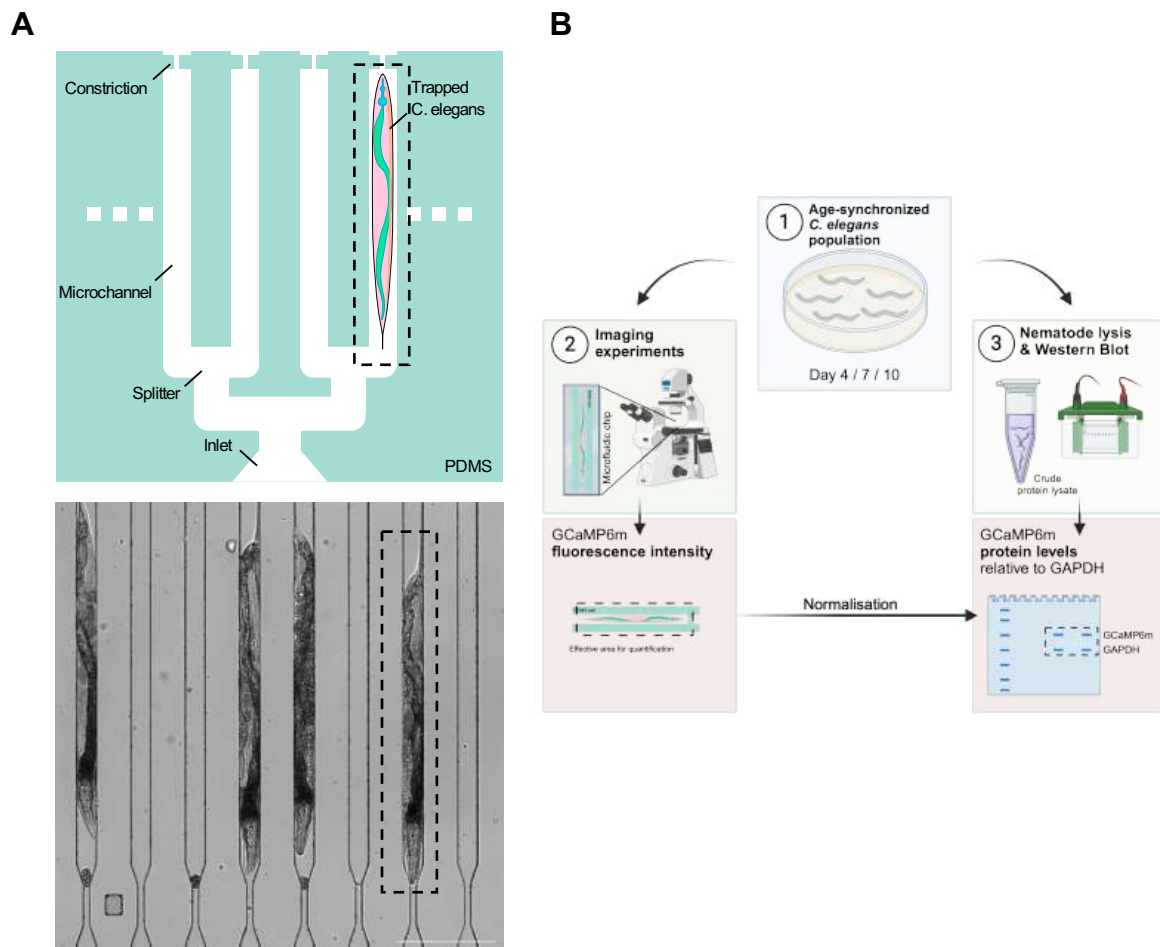 A
Constriction
Trapped
C. elegans
Microchannel
Splitter
Inlet
PDMS
B
1
Age-synchronized
C. elegans
population
Day 4 / 7 / 10
2
Imaging
experiments
Microfluidic chip
GCaMP6m
fluorescence intensity
Effective area for quantification
Normalisation
3
Nematode lysis
& Western Blot
Crude
protein lysate
GCaMP6m
protein levels
relative to GAPDH
GCaMP6m
GAPDH